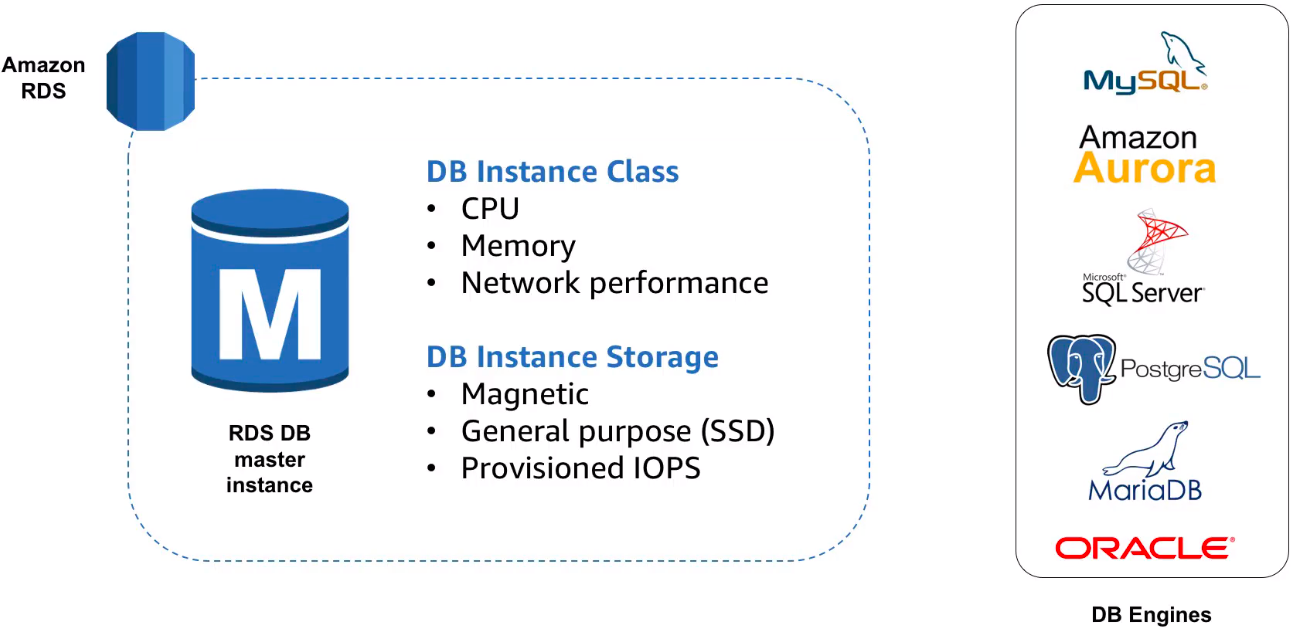 Amazon
RDS
M
RDS DB
master
instance
DB Instance Class
• CPU
• Memory
• Network performance
DB Instance Storage
• Magnetic
• General purpose (SSD)
• Provisioned IOPS
MySQL®
Amazon
Aurora
Microsoft®
SQL Server®
PostgreSQL
MariaDB
ORACLE®
DB Engines